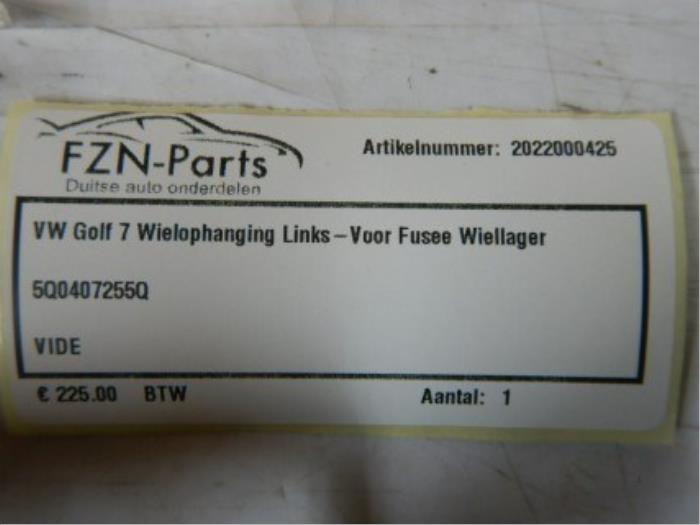 FZN-Parts
Duitse auto onderdelen
Artikelnummer: 2022000425
VW Golf 7 Wielophanging Links-Voor Fusee Wiellager
5Q0407255Q
VIDE
€ 225.00 BTW
Aantal: 1